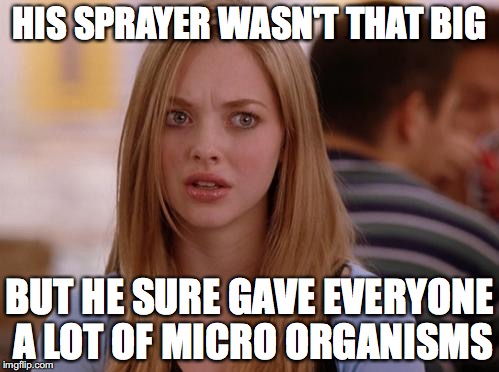 HIS SPRAYER WASN'T THAT BIG
BUT HE SURE GAVE EVERYONE
A LOT OF MICRO ORGANISMS
imgflip.com